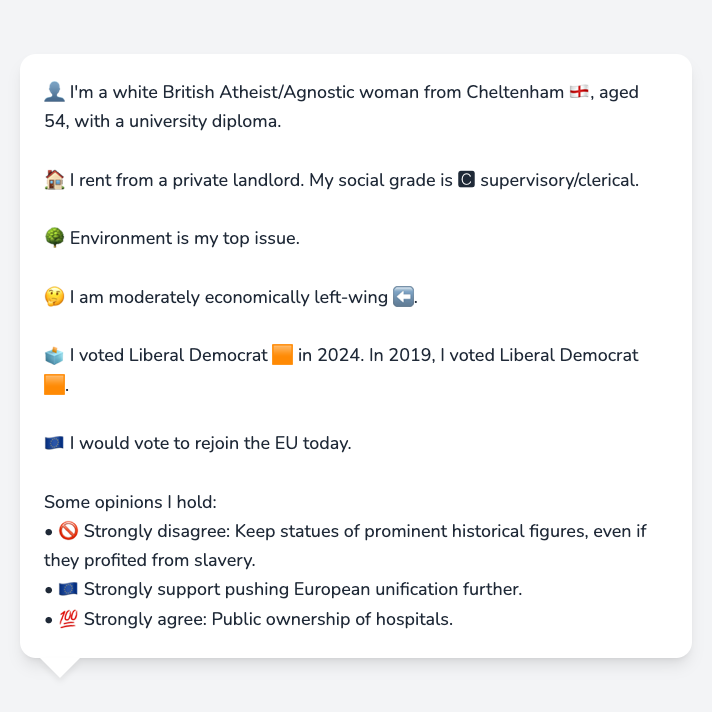 👤 I'm a white British Atheist/Agnostic woman from Cheltenham 🏴󠁧󠁢󠁥󠁮󠁧󠁿, aged
54, with a university diploma.
🏠 I rent from a private landlord. My social grade is 🅲 supervisory/clerical.
🌳 Environment is my top issue.
🤔 I am moderately economically left-wing ⬅️.
🗳️ I voted Liberal Democrat 🟧 in 2024. In 2019, I voted Liberal Democrat
🟧.
🇪🇺 I would vote to rejoin the EU today.
Some opinions I hold:
• 🚫 Strongly disagree: Keep statues of prominent historical figures, even if
they profited from slavery.
• 🇪🇺 Strongly support pushing European unification further.
• 💯 Strongly agree: Public ownership of hospitals.